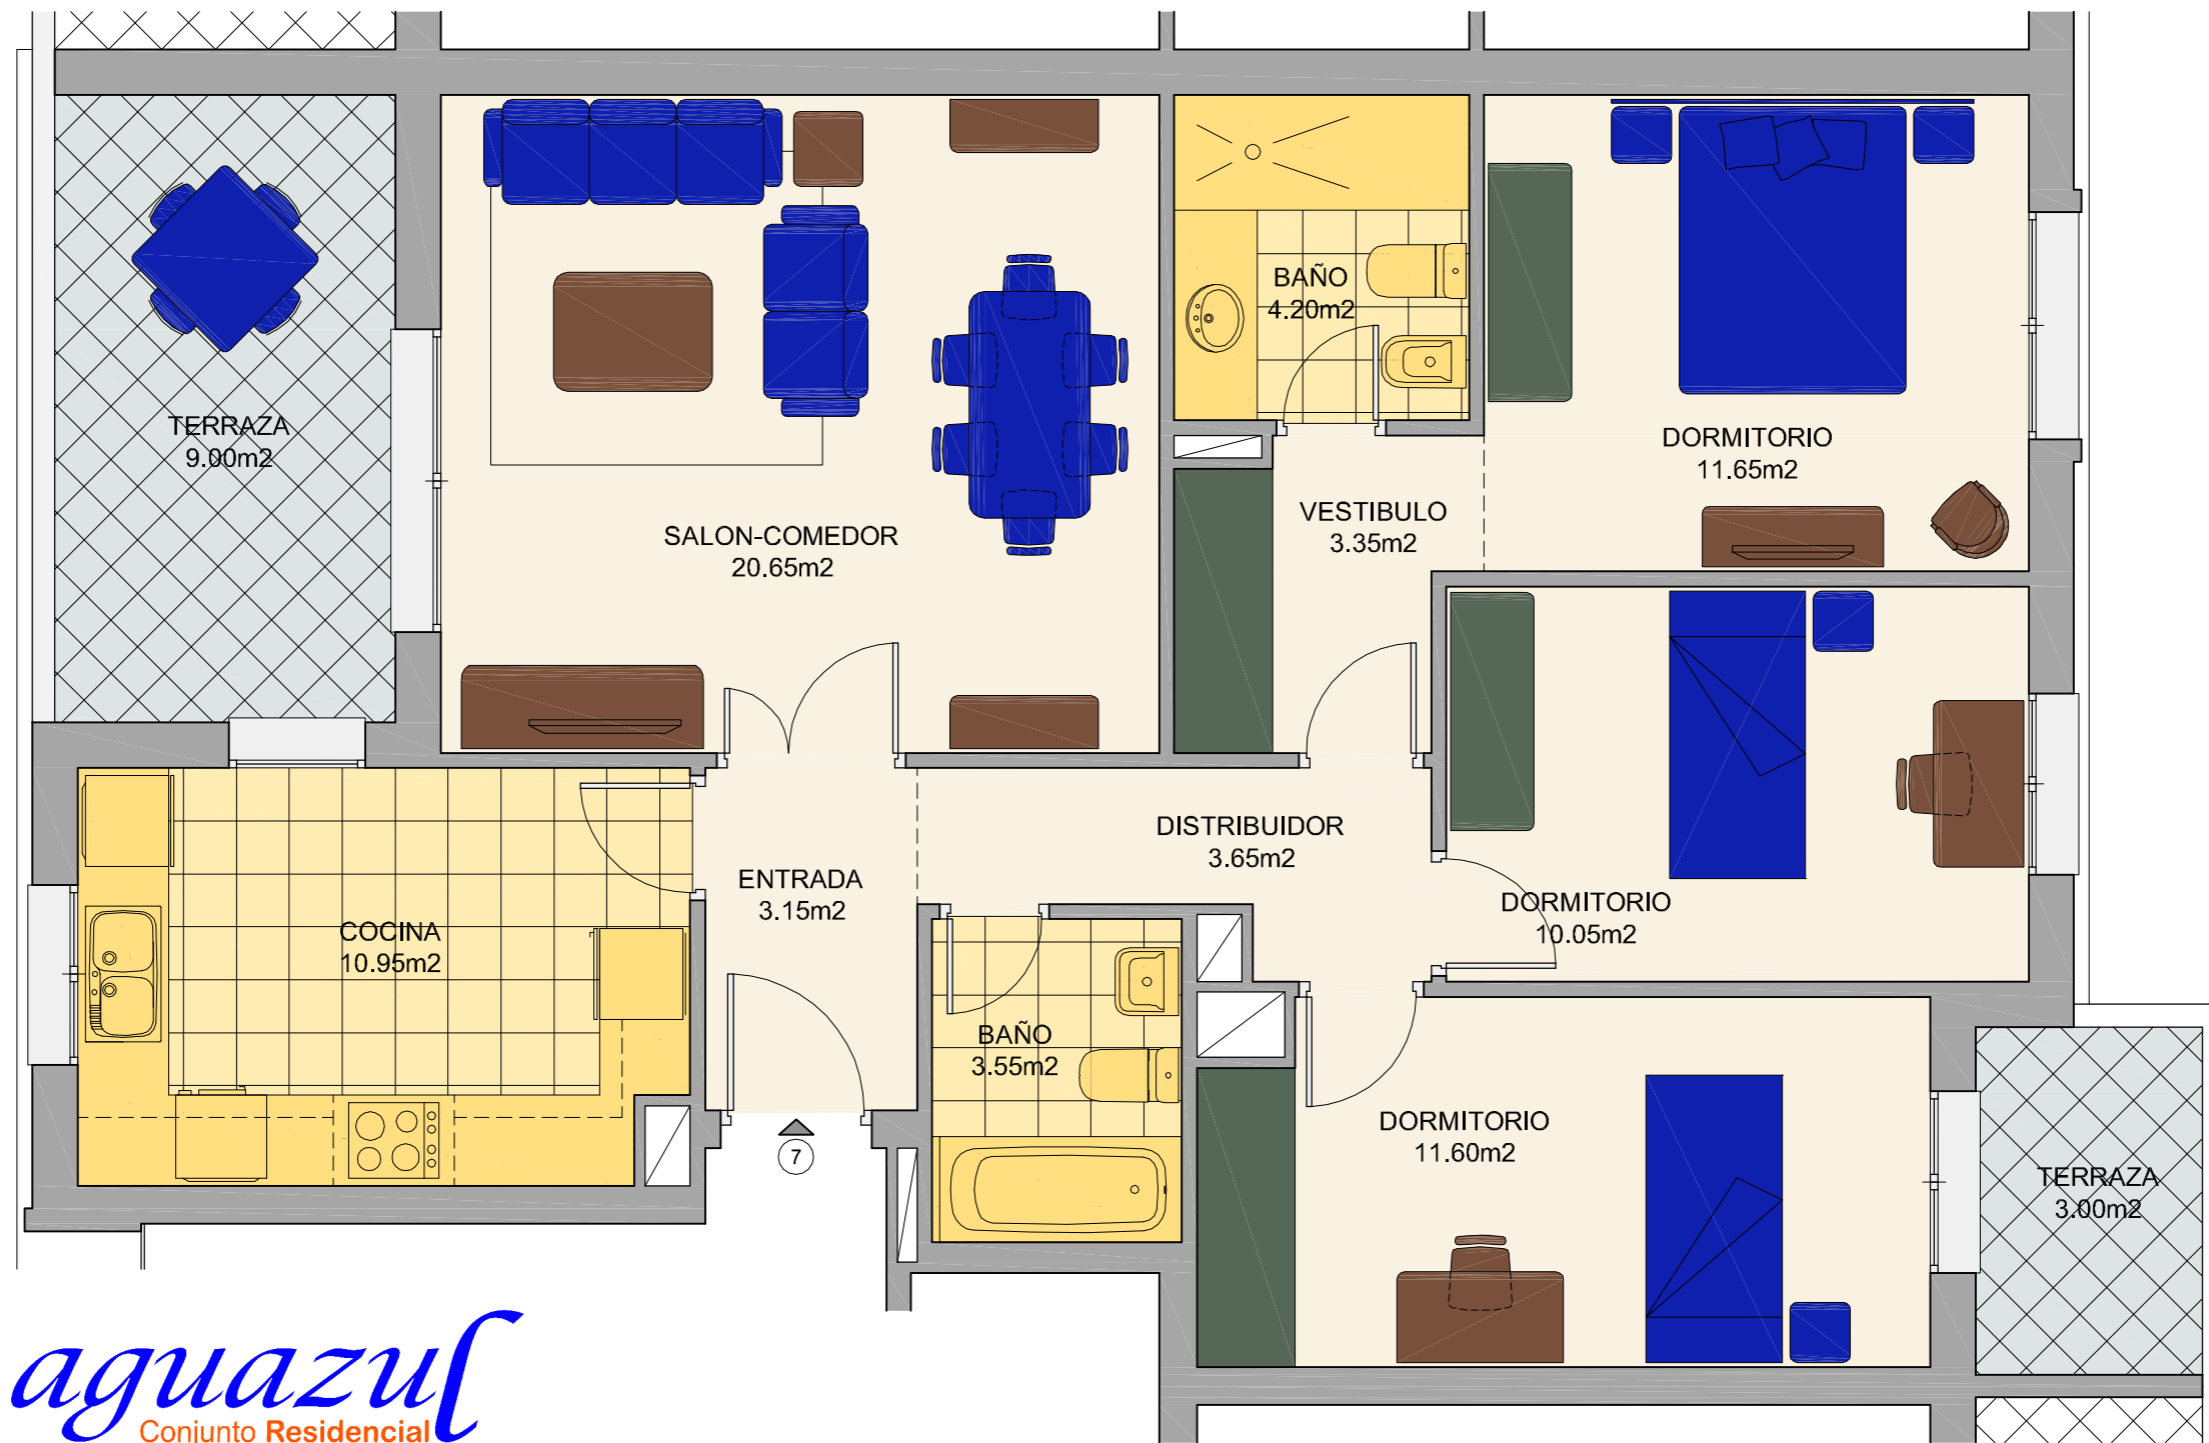 BAÑO
4.20m2
TERRAZA
9.00m2
DORMITORIO
11.65m2
VESTIBULO
3.35m2
SALON-COMEDOR
20.65m2
DISTRIBUIDOR
3.65m2
ENTRADA
3.15m2
DORMITORIO
10.05m2
COCINA
10.95m2
BAÑO
3.55m2
DORMITORIO
11.60m2
7
TERRAZA
3.00m2
aguazul
Conjunto Residencial